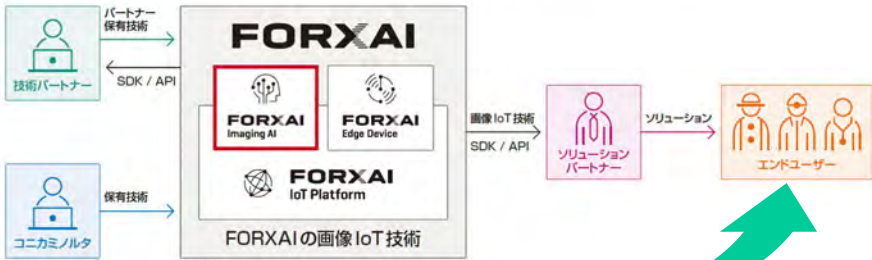 パートナー
保有技術
SDK / API
技術パートナー
保有技術
コニカミノルタ
FORXAI
FORXAI
Imaging AI
FORXAI
Edge Device
FORXAI
IoT Platform
FORXAIの画像IoT技術
画像IoT技術
SDK / API
ソリューション
パートナー
ソリューション
エンドユーザー